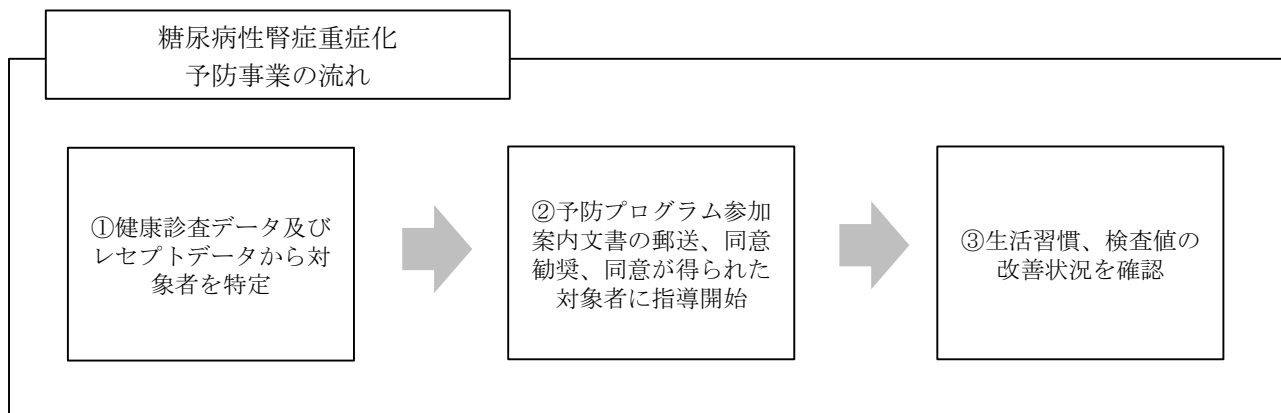 糖尿病性腎症重症化
予防事業の流れ
①健康診査データ及び
レセプトデータから対
象者を特定
②予防プログラム参加
案内文書の郵送、同意
勧奨、同意が得られた
対象者に指導開始
③生活習慣、検査値の
改善状況を確認